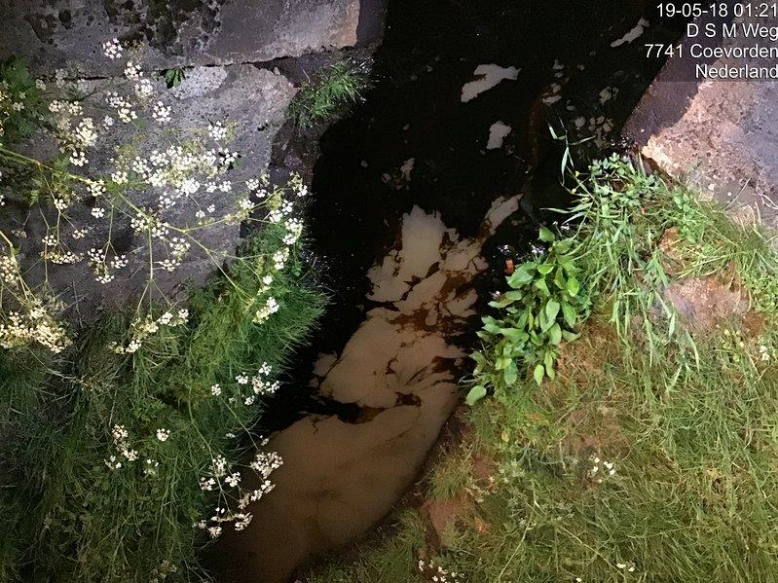 19-05-18 01:21
D S M Weg
7741 Coevorden
Nederland